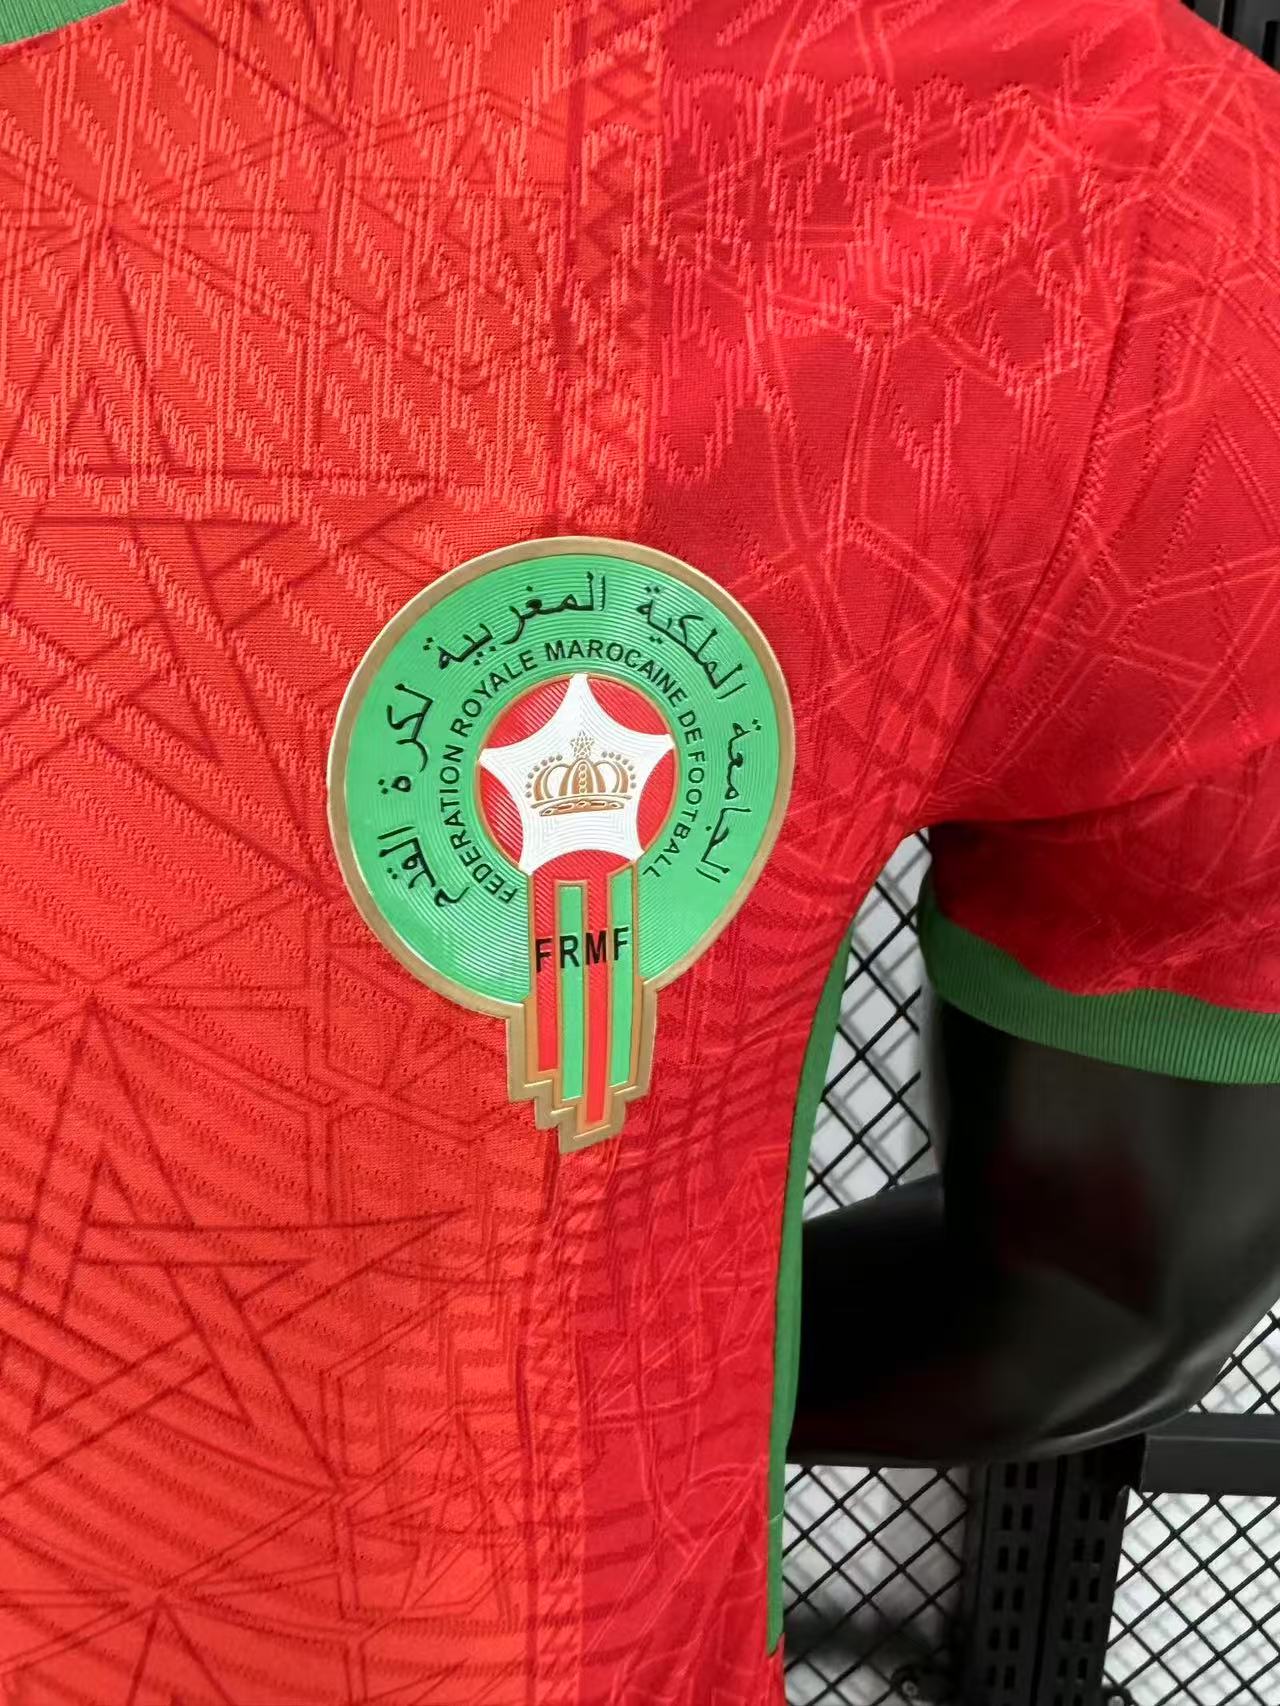 الجامعة الملكية المغربية لكرة القدم
FEDERATION ROYALE MAROCAINE DE FOOTBALL
FRMF